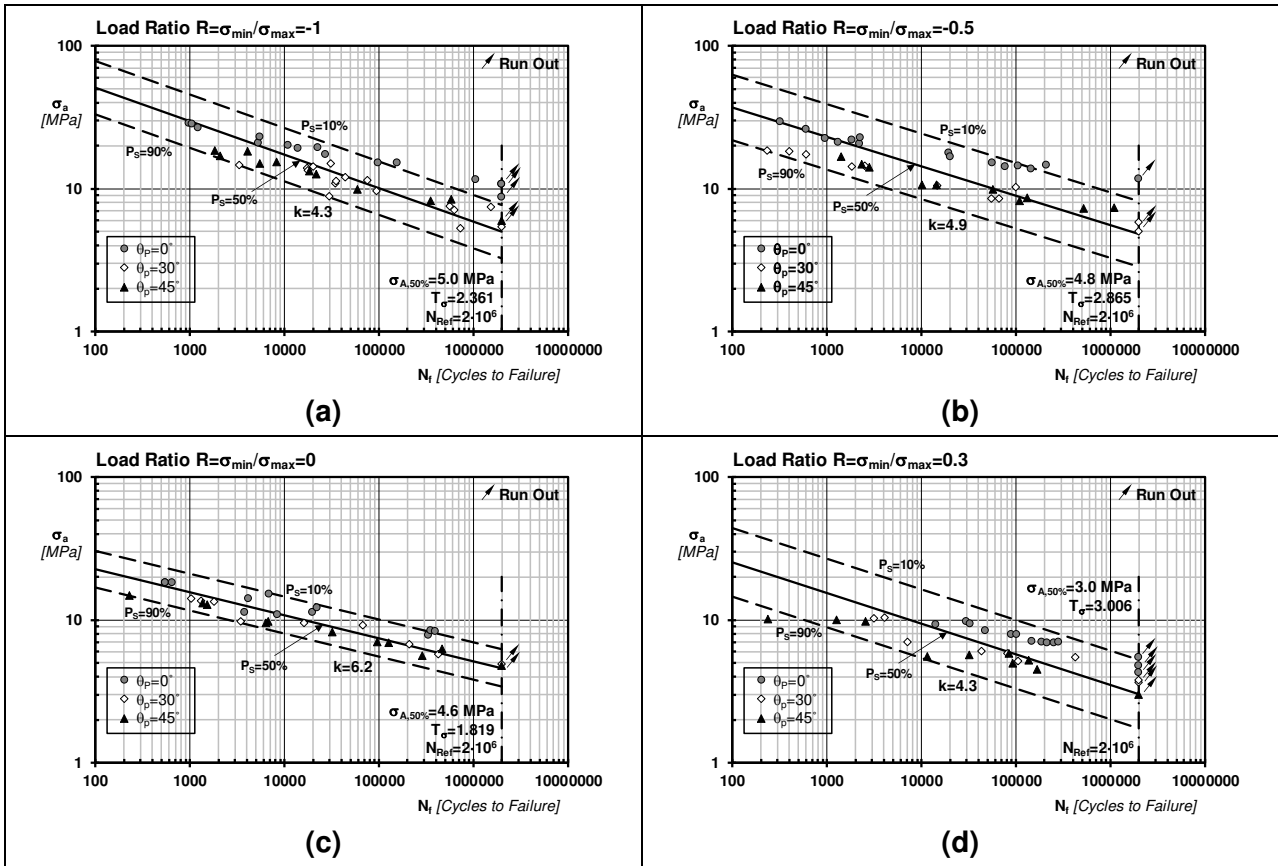 Load Ratio R=σmin/σmax=-1
100
Run Out
σa
[MPa]
PS=10%
PS=90%
10
PS=50%
k=4.3
θP=0°
θp=30°
θp=45°
σA,50%=5.0 MPa
Tσ=2.361
NRef=2·10⁶
1
100 1000 10000 100000 1000000 10000000
Nf [Cycles to Failure]
(a)
Load Ratio R=σmin/σmax=-0.5
100
Run Out
σa
[MPa]
PS=10%
PS=90%
10
PS=50%
k=4.9
θP=0°
θp=30°
θp=45°
σA,50%=4.8 MPa
Tσ=2.865
NRef=2·10⁶
1
100 1000 10000 100000 1000000 10000000
Nf [Cycles to Failure]
(b)
Load Ratio R=σmin/σmax=0
100
Run Out
σa
[MPa]
PS=10%
10
PS=90%
PS=50%
k=6.2
θP=0°
θp=30°
θp=45°
σA,50%=4.6 MPa
Tσ=1.819
NRef=2·10⁶
1
100 1000 10000 100000 1000000 10000000
Nf [Cycles to Failure]
(c)
Load Ratio R=σmin/σmax=0.3
100
Run Out
σa
[MPa]
PS=10%
σA,50%=3.0 MPa
Tσ=3.006
10
PS=90%
PS=50%
k=4.3
θP=0°
θp=30°
θp=45°
NRef=2·10⁶
1
100 1000 10000 100000 1000000 10000000
Nf [Cycles to Failure]
(d)